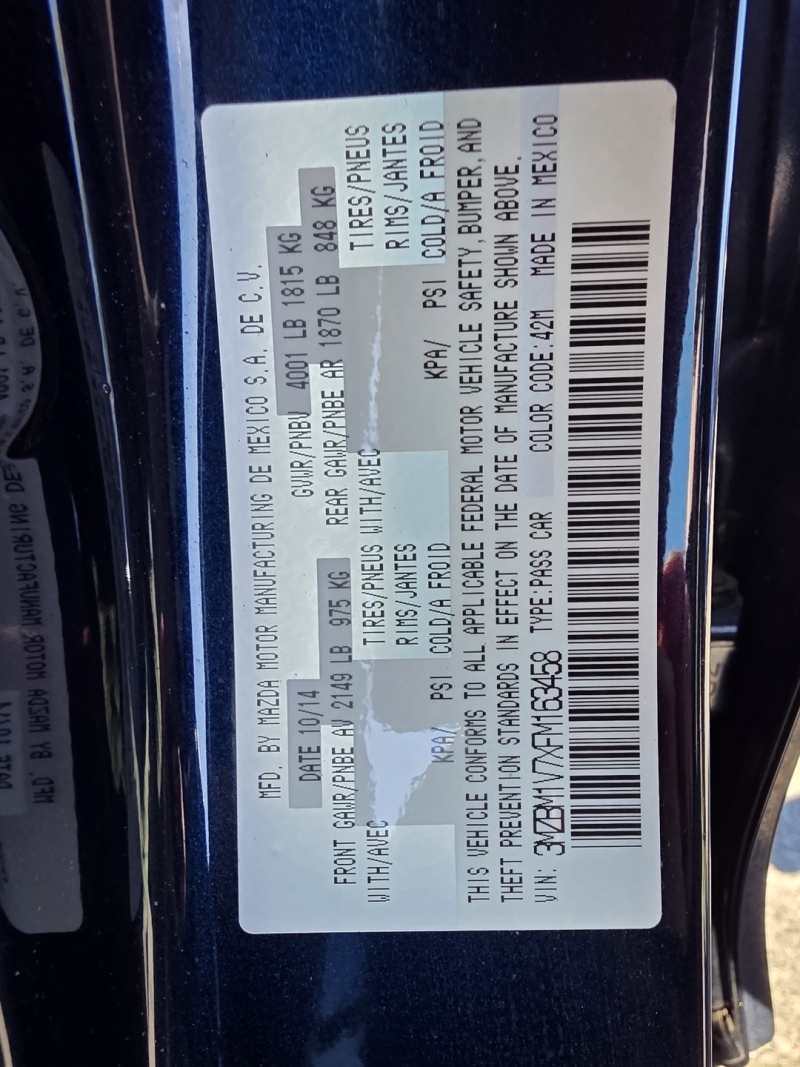 MFD. BY MAZDA MOTOR MANUFACTURING DE MEXICO S.A. DE C.V.
DATE 10/14 GVWR/PNBV 4001 LB 1815 KG
FRONT GAWR/PNBE AV 2149 LB 975 KG REAR GAWR/PNBE AR 1870 LB 848 KG
WITH/AVEC TIRES/PNEUS WITH/AVEC TIRES/PNEUS
RIMS/JANTES RIMS/JANTES
KPA/ PSI COLD/A FROID KPA/ PSI COLD/A FROID
THIS VEHICLE CONFORMS TO ALL APPLICABLE FEDERAL MOTOR VEHICLE SAFETY, BUMPER, AND
THEFT PREVENTION STANDARDS IN EFFECT ON THE DATE OF MANUFACTURE SHOWN ABOVE.
VIN: 3MZBM1V7XFM163458 TYPE:PASS CAR COLOR CODE:42M MADE IN MEXICO